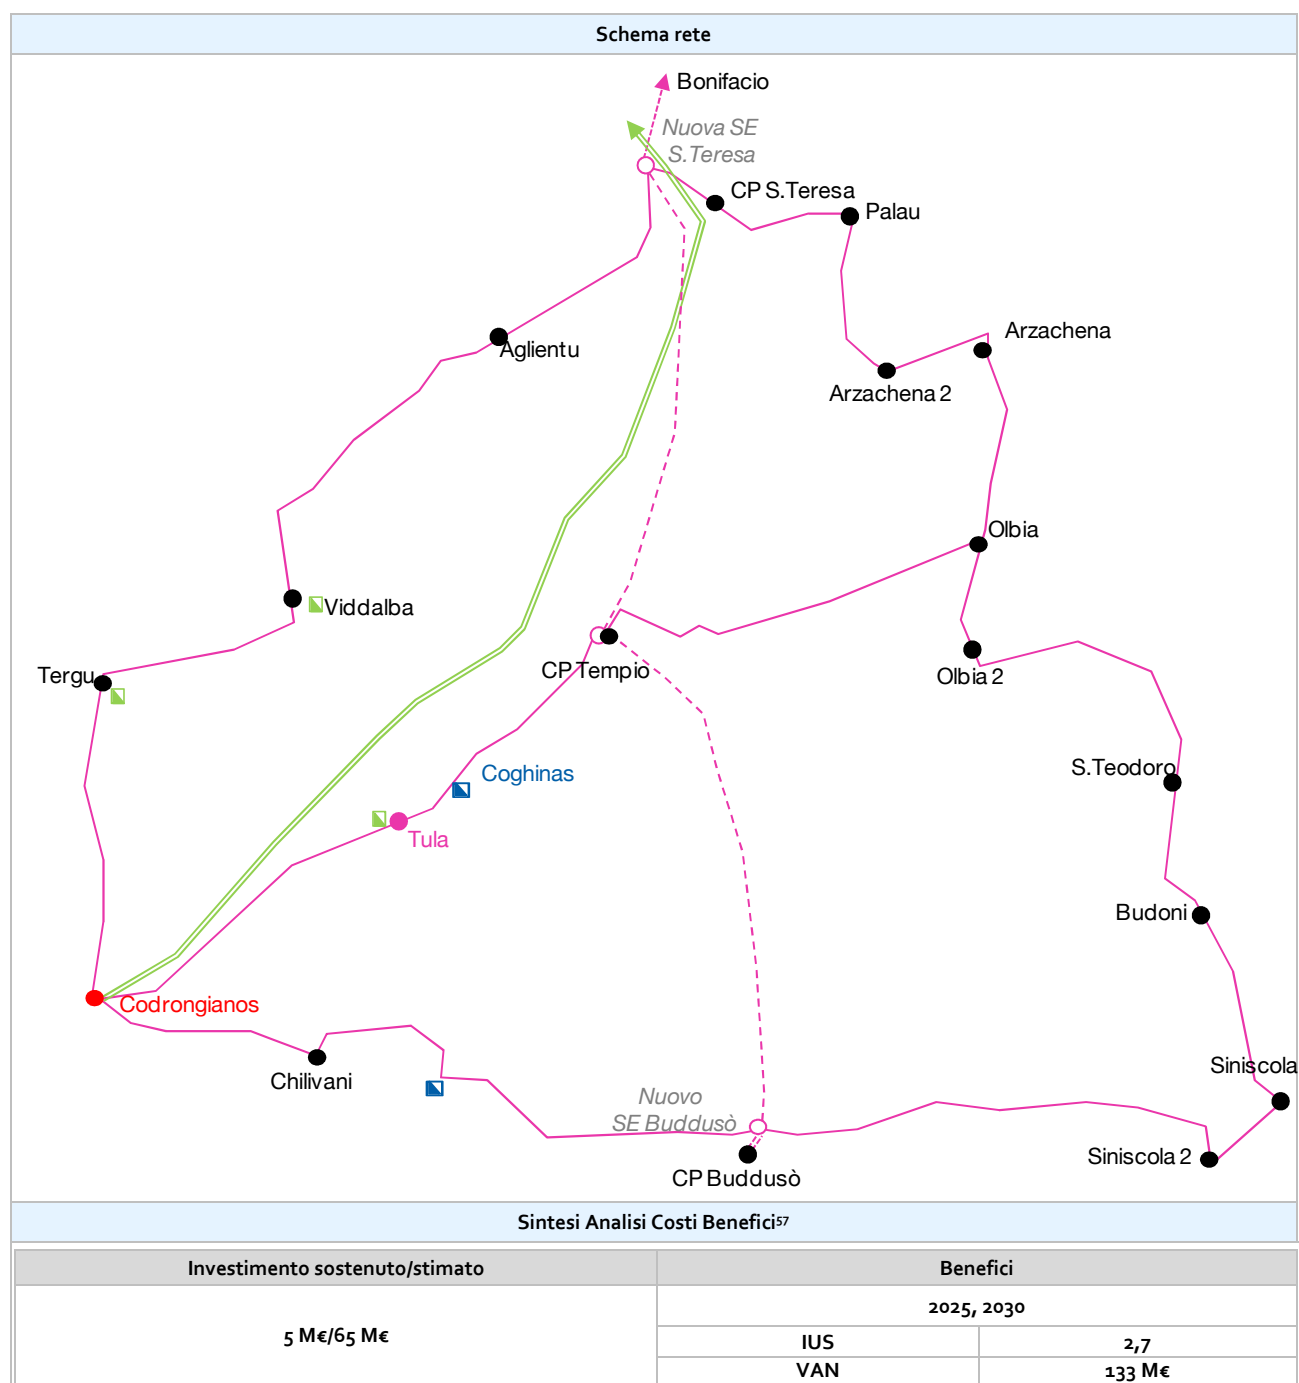 Schema rete
Bonifacio
Nuova SE
S.Teresa
CP S.Teresa
Palau
Arzachena
Aglientu
Arzachena 2
Olbia
Viddalba
CP Tempio
Tergu
Olbia 2
S.Teodoro
Coghinas
Tula
Budoni
Codrongianos
Chilivani
Siniscola
Nuovo
SE Buddusò
Siniscola 2
CP Buddusò
Sintesi Analisi Costi Benefici57
Investimento sostenuto/stimato
Benefici
5 M€/65 M€
2025, 2030
IUS
2,7
VAN
133 M€